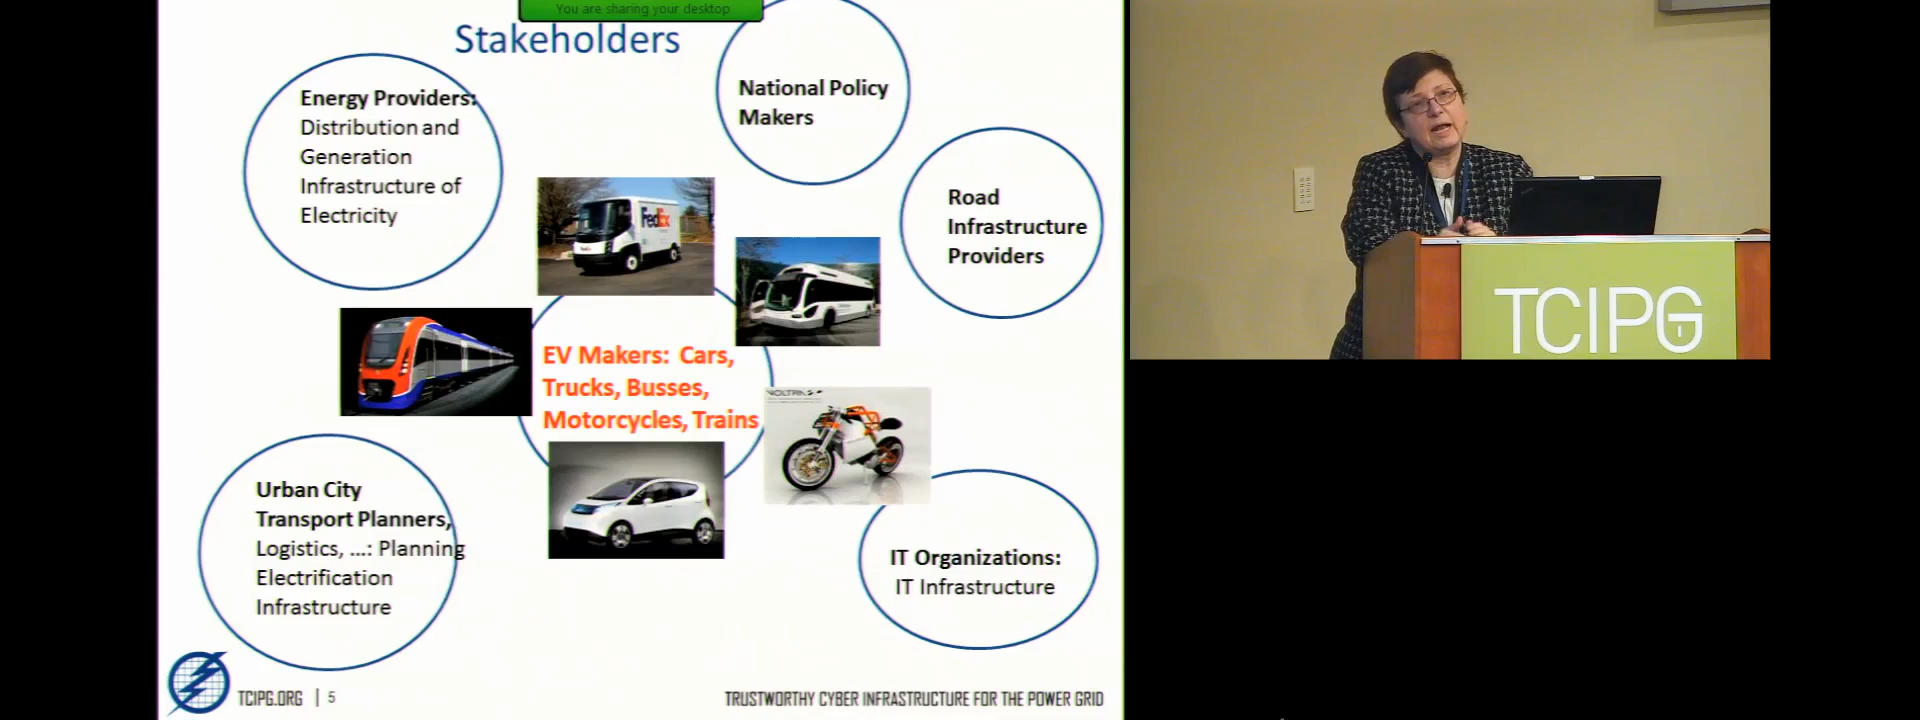 You are sharing your desktop
Stakeholders
Energy Providers:
Distribution and
Generation
Infrastructure of
Electricity
National Policy
Makers
Road
Infrastructure
Providers
FedEx
EV Makers: Cars,
Trucks, Busses,
Motorcycles, Trains
Urban City
Transport Planners,
Logistics, ...: Planning
Electrification
Infrastructure
IT Organizations:
IT Infrastructure
TCIPG.ORG | 5
TRUSTWORTHY CYBER INFRASTRUCTURE FOR THE POWER GRID
TCIPG